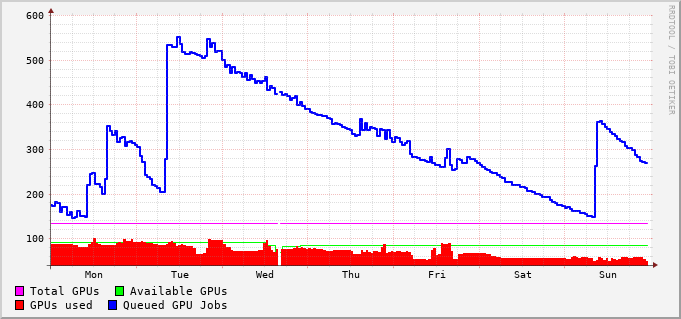 RRDTOOL / TOBI OETIKER
600
500
400
300
200
100
Mon Tue Wed Thu Fri Sat Sun
Total GPUs Available GPUs
GPUs used Queued GPU Jobs